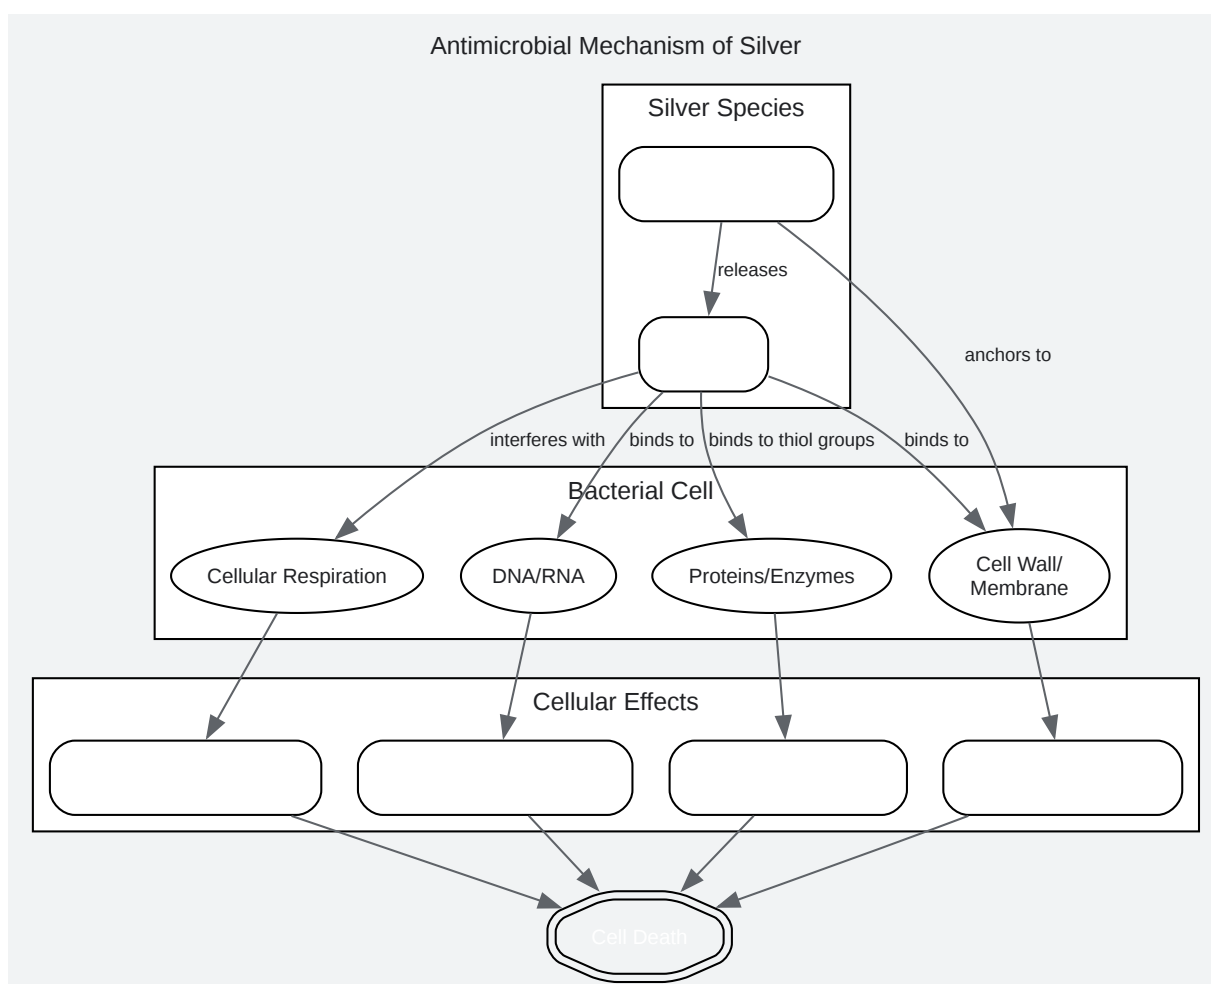 Antimicrobial Mechanism of Silver
Silver Species
releases
anchors to
interferes with
binds to
binds to thiol groups
binds to
Bacterial Cell
Cellular Respiration
DNA/RNA
Proteins/Enzymes
Cell Wall/
Membrane
Cellular Effects
Cell Death